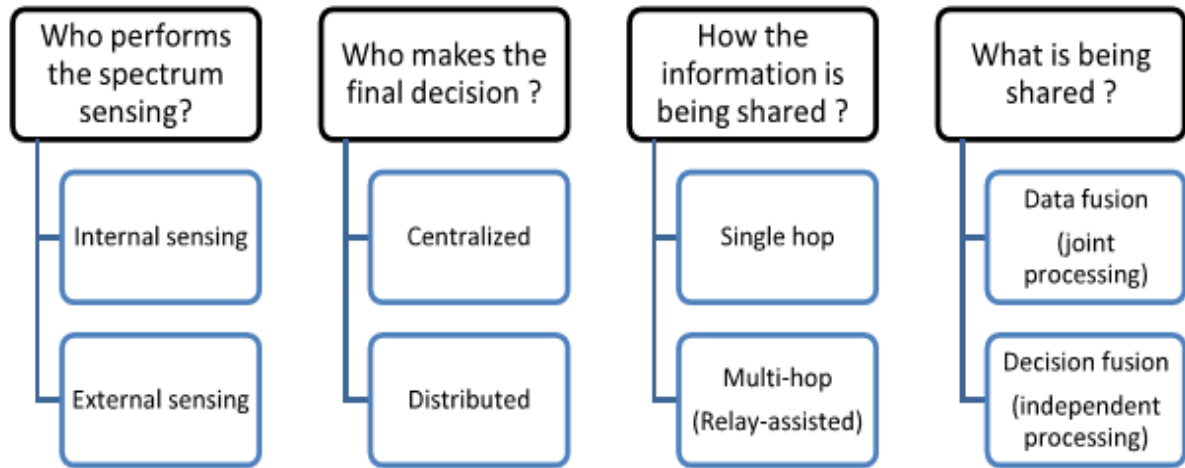 Who performs
the spectrum
sensing?
Internal sensing
External sensing
Who makes the
final decision ?
Centralized
Distributed
How the
information is
being shared ?
Single hop
Multi-hop
(Relay-assisted)
What is being
shared ?
Data fusion
(joint
processing)
Decision fusion
(independent
processing)